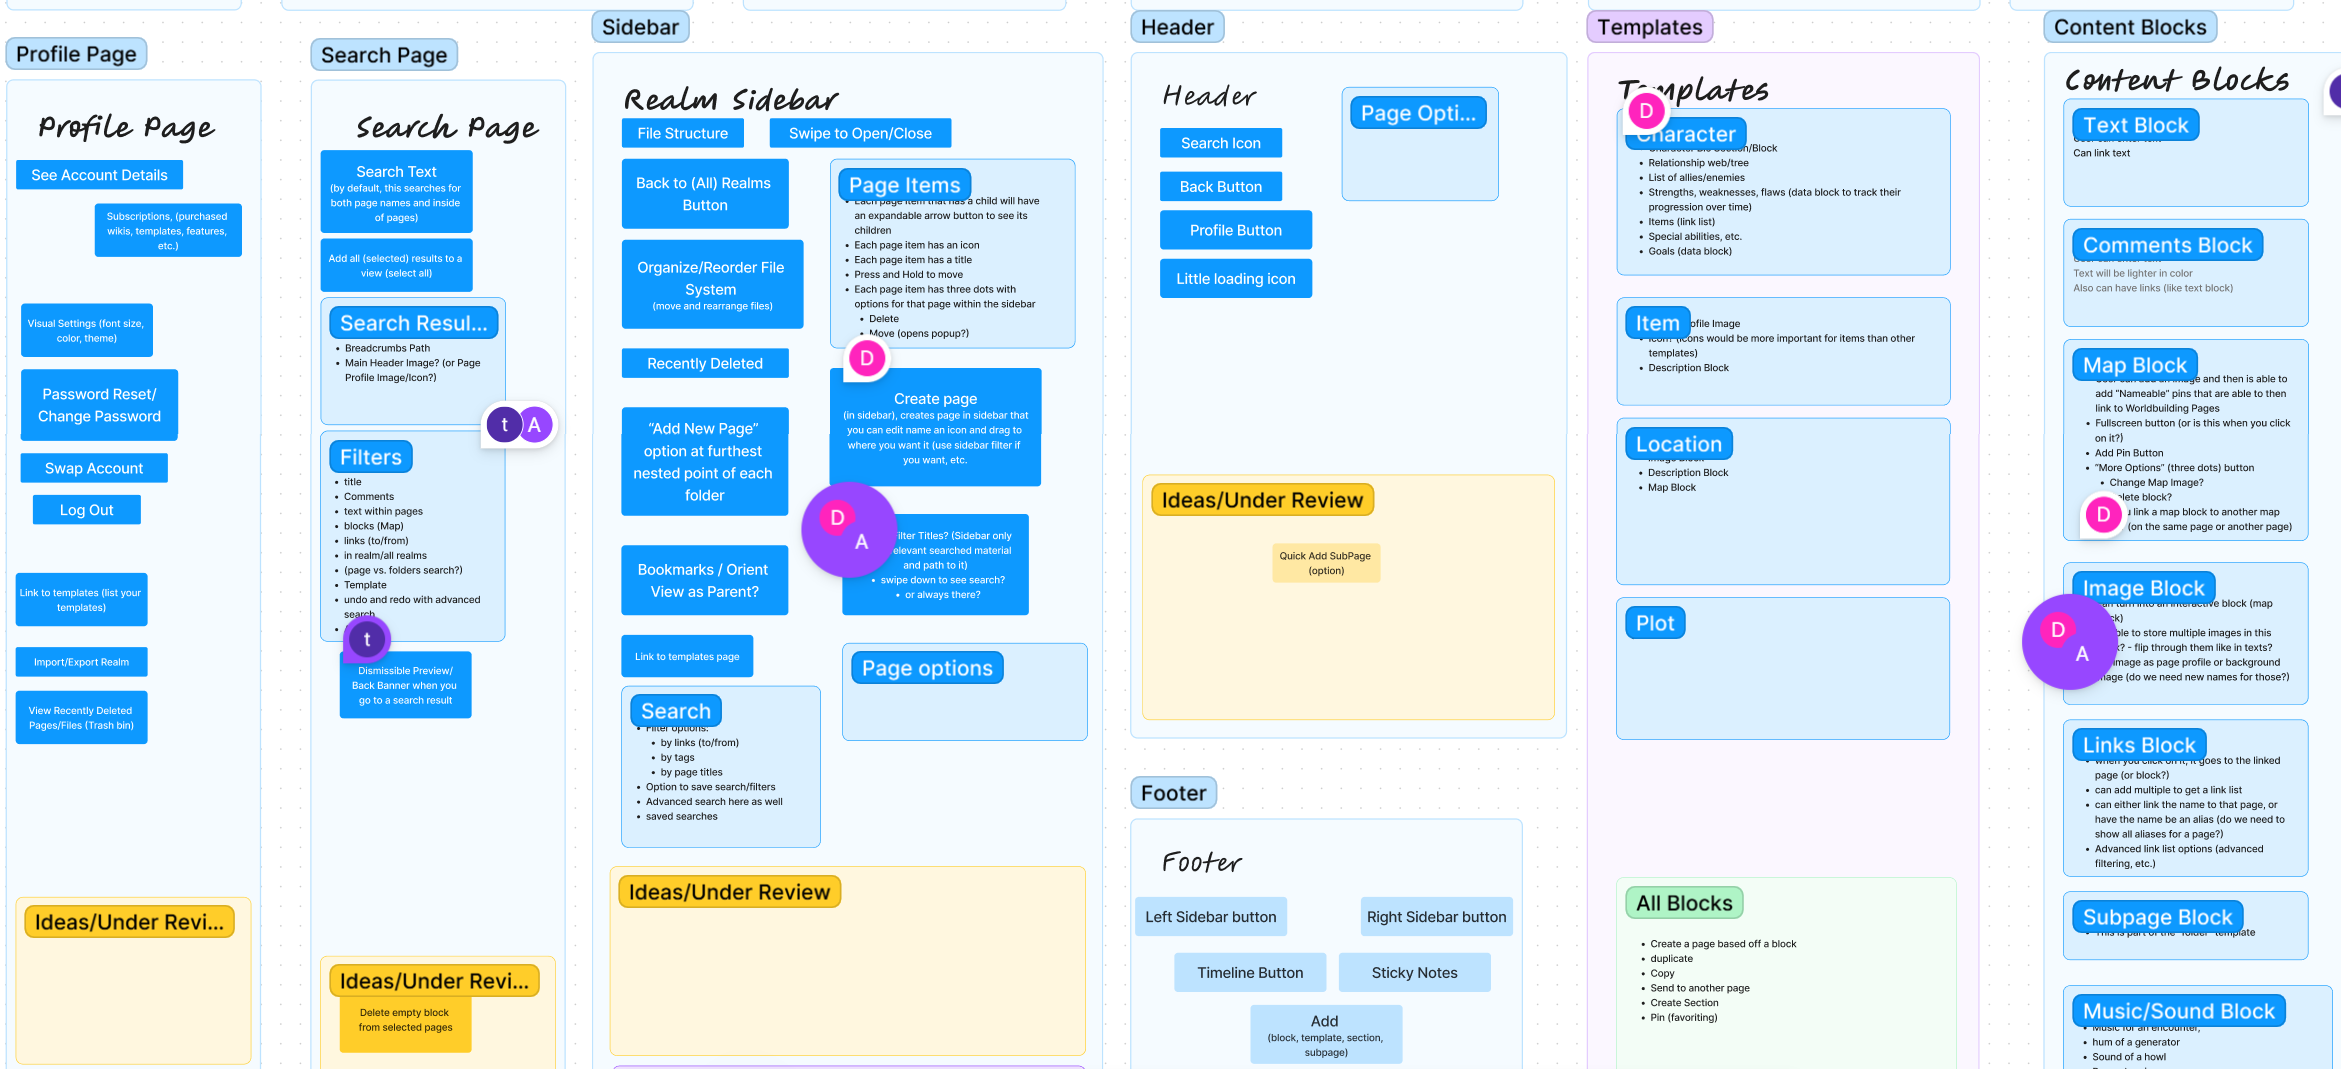 Profile Page
Profile Page
See Account Details
Subscriptions, (purchased
wikis, templates, features,
etc.)
Visual Settings (font size,
color, theme)
Password Reset/
Change Password
Swap Account
Log Out
Link to templates (list your
templates)
Import/Export Realm
View Recently Deleted
Pages/Files (Trash bin)
Ideas/Under Revi...
Search Page
Search Page
Search Text
(by default, this searches for
both page names and inside
of pages)
Add all (selected) results to a
view (select all)
Search Resul...
• Breadcrumbs Path
• Main Header Image? (or Page
Profile Image/Icon?)
t A
Filters
• title
• Comments
• text within pages
• blocks (Map)
• links (to/from)
• in realm/all realms
• (page vs. folders search?)
• Template
• undo and redo with advanced
search
t
Dismissible Preview/
Back Banner when you
go to a search result
Ideas/Under Revi...
Delete empty block
from selected pages
Sidebar
Realm Sidebar
File Structure
Swipe to Open/Close
Back to (All) Realms
Button
Organize/Reorder File
System
(move and rearrange files)
Recently Deleted
“Add New Page”
option at furthest
nested point of each
folder
Bookmarks / Orient
View as Parent?
Link to templates page
Search
• Filter options:
• by links (to/from)
• by tags
• by page titles
• Option to save search/filters
• Advanced search here as well
• saved searches
Page Items
• Each page item that has a child will have
an expandable arrow button to see its
children
• Each page item has an icon
• Each page item has a title
• Press and Hold to move
• Each page item has three dots with
options for that page within the sidebar
• Delete
• Move (opens popup?)
D
Create page
(in sidebar), creates page in sidebar that
you can edit name an icon and drag to
where you want it (use sidebar filter if
you want, etc.
D
A
Titles? (Sidebar only
searched material
and path to it)
• swipe down to see search?
• or always there?
Page options
Ideas/Under Review
Header
Header
Search Icon
Back Button
Profile Button
Little loading icon
Page Opti...
Ideas/Under Review
Quick Add SubPage
(option)
Footer
Footer
Left Sidebar button
Right Sidebar button
Timeline Button
Sticky Notes
Add
(block, template, section,
subpage)
Templates
Templates
D
Character
• Relationship web/tree
• List of allies/enemies
• Strengths, weaknesses, flaws (data block to track their
progression over time)
• Items (link list)
• Special abilities, etc.
• Goals (data block)
Item
Image
• Icon? (Icons would be more important for items than other
templates)
• Description Block
Location
• Description Block
• Map Block
Plot
All Blocks
• Create a page based off a block
• duplicate
• Copy
• Send to another page
• Create Section
• Pin (favoriting)
Content Blocks
Content Blocks
Text Block
Can link text
Comments Block
Text will be lighter in color
Also can have links (like text block)
Map Block
• User can add an image and then is able to
add “Nameable” pins that are able to then
link to Worldbuilding Pages
• Fullscreen button (or is this when you click
on it?)
• Add Pin Button
• “More Options” (three dots) button
• Change Map Image?
block?
link a map block to another map
(on the same page or another page)
D
Image Block
turn into an interactive block (map
to store multiple images in this
? - flip through them like in texts?
image as page profile or background
(do we need new names for those?)
D
A
Links Block
• when you click on it, it goes to the linked
page (or block?)
• can add multiple to get a link list
• can either link the name to that page, or
have the name be an alias (do we need to
show all aliases for a page?)
• Advanced link list options (advanced
filtering, etc.)
Subpage Block
• This is part of the “folder” template
Music/Sound Block
• Music for an encounter,
• hum of a generator
• Sound of a howl